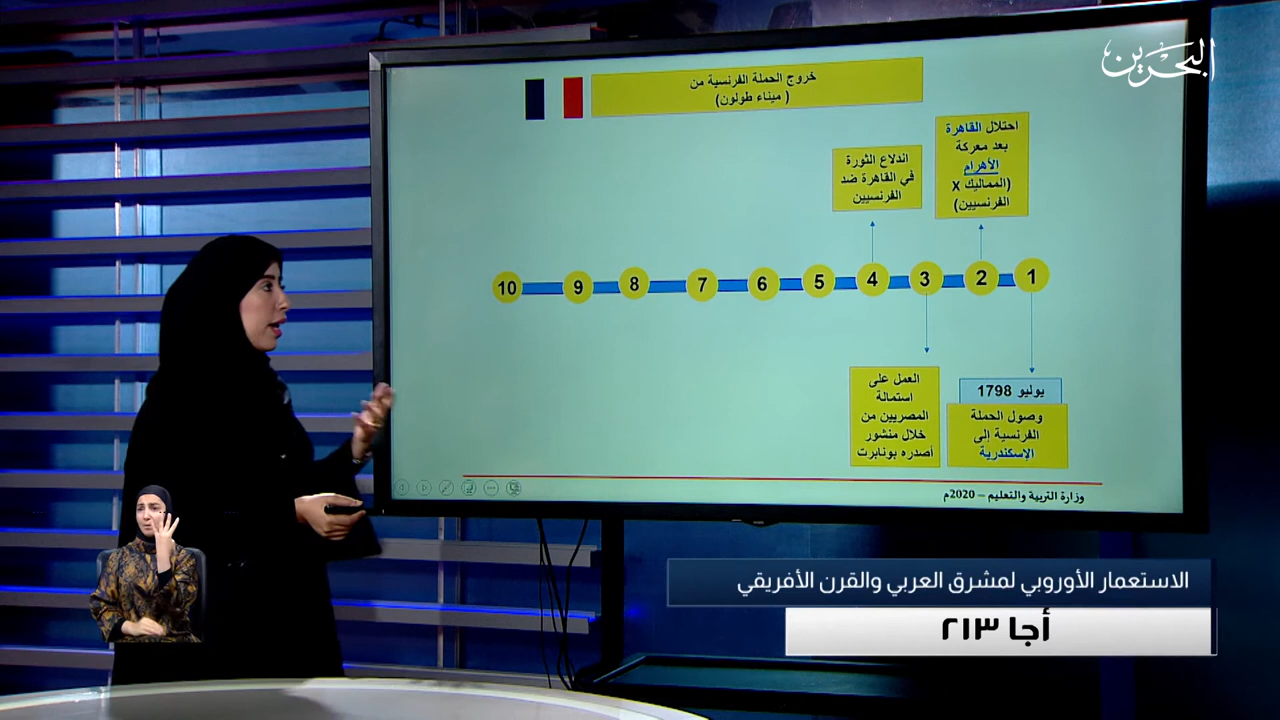 البحرين
خروج الحملة الفرنسية من
( ميناء طولون)
احتلال القاهرة
بعد معركة
الأهرام
(المماليك X
الفرنسيين)
اندلاع الثورة
في القاهرة ضد
الفرنسيين
1
2
3
4
5
6
7
8
9
10
يوليو 1798
وصول الحملة
الفرنسية إلى
الإسكندرية
العمل على
استمالة
المصريين من
خلال منشور
أصدره بونابرت
وزارة التربية والتعليم – 2020م
الاستعمار الأوروبي لمشرق العربي والقرن الأفريقي
أجا ٢١٣